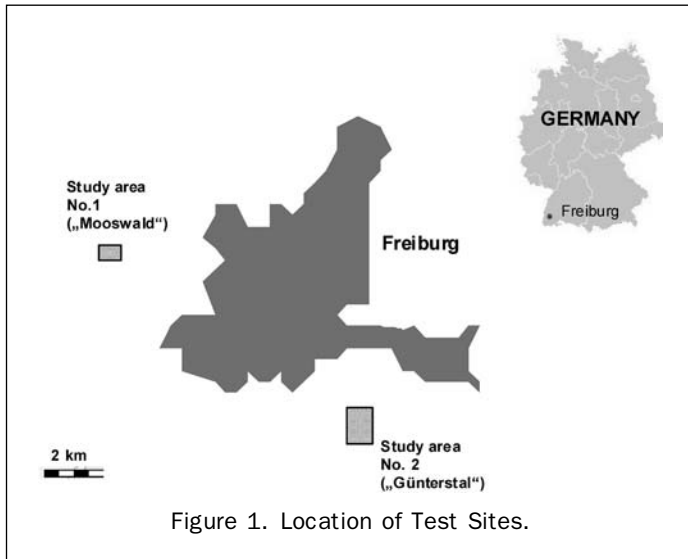 GERMANY
Freiburg
Study area
No.1
(„Mooswald“)
Freiburg
2 km
Study area
No. 2
(„Günterstal“)
Figure 1. Location of Test Sites.